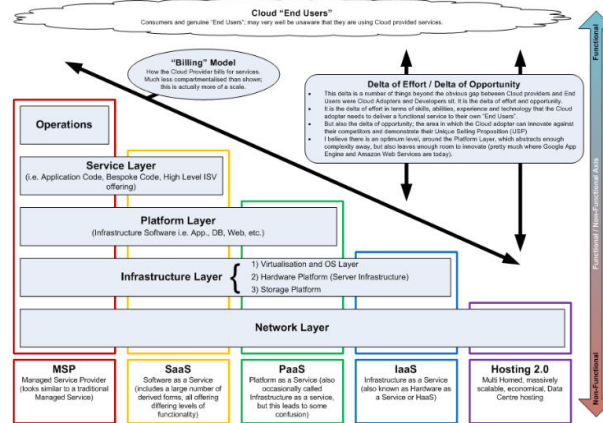 Cloud "End Users"
Consumers and genuine "End Users"; may very well be unaware that they are using Cloud provided services.
"Billing" Model
How the Cloud Provider bills for services.
Much less compartmentalised than shown;
this is actually more of a scale.
Delta of Effort / Delta of Opportunity
• This delta is a number of things beyond the obvious gap between Cloud providers and End
Users were Cloud Adopters and Developers sit. It is the delta of effort and opportunity.
• It is the delta of effort in terms of skills, abilities, experience and technology that the Cloud
adopter needs to deliver a functional service to their own "End Users".
• But also the delta of opportunity; the area in which the Cloud adopter can innovate against
their competitors and demonstrate their Unique Selling Proposition (USP)
• I believe there is an optimum level, around the Platform Layer, which abstracts enough
complexity away, but also leaves enough room to innovate (pretty much where Google App
Engine and Amazon Web Services are today).
Functional
Functional / Non-Functional Axis
Non-Functional
Operations
Service Layer
(i.e. Application Code, Bespoke Code, High Level ISV
offering)
Platform Layer
(Infrastructure Software i.e. App., DB, Web, etc.)
Infrastructure Layer
1) Virtualisation and OS Layer
2) Hardware Platform (Server Infrastructure)
3) Storage Platform
Network Layer
MSP
Managed Service Provider
(looks similar to a traditional
Managed Service)
SaaS
Software as a Service
(includes a large number of
derived forms, all offering
differing levels of
functionality)
PaaS
Platform as a Service (also
occasionally called
Infrastructure as a service,
but this leads to some
confusion)
IaaS
Infrastructure as a Service
(also known as Hardware as
a Service or HaaS)
Hosting 2.0
Multi Homed, massively
scalable, economical, Data
Centre hosting